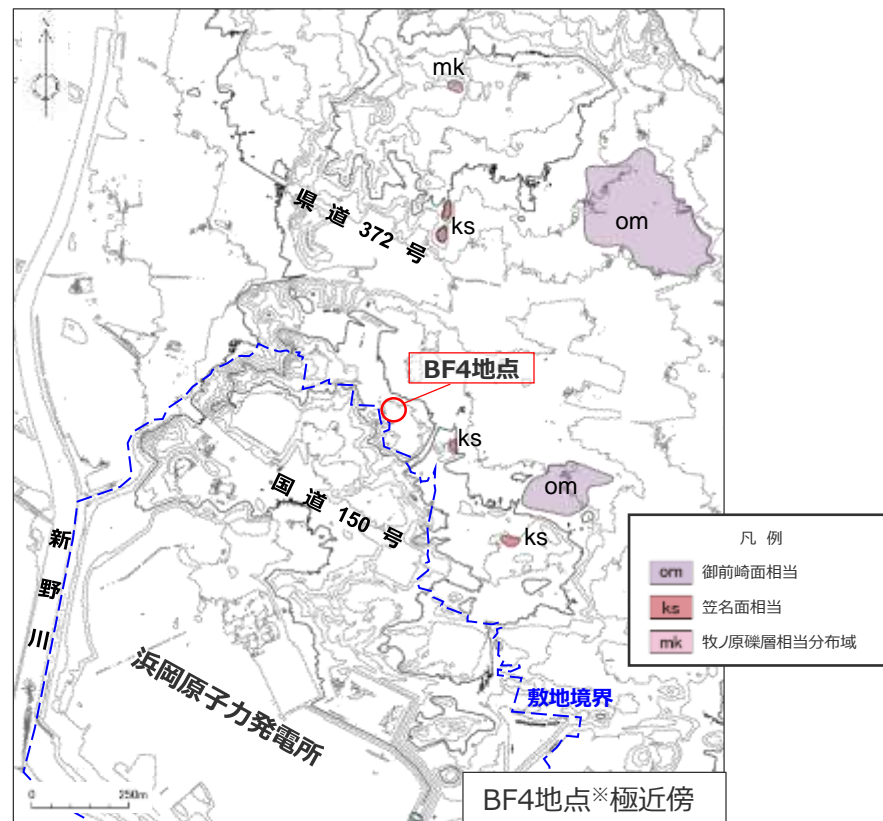 mk
ks
県道 372 号
om
BF4地点
ks
om
国道 150 号
ks
新野川
凡 例
om 御前崎面相当
ks 笠名面相当
mk 牧ノ原礫層相当分布域
浜岡原子力発電所
敷地境界
0 250m
BF4地点※極近傍